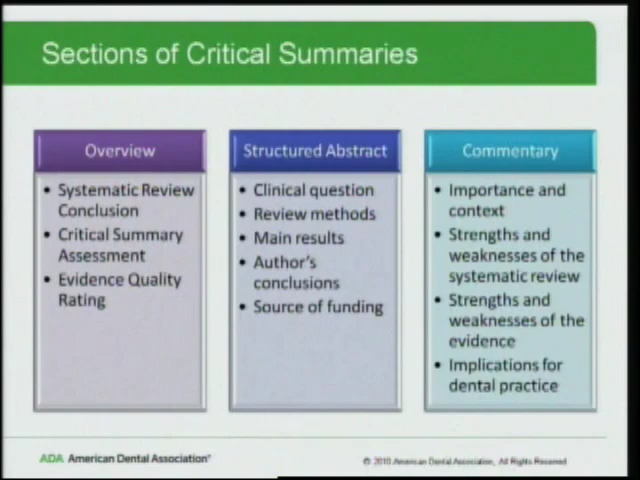 Sections of Critical Summaries
Overview
• Systematic Review
Conclusion
• Critical Summary
Assessment
• Evidence Quality
Rating
Structured Abstract
• Clinical question
• Review methods
• Main results
• Author's
conclusions
• Source of funding
Commentary
• Importance and
context
• Strengths and
weaknesses of the
systematic review
• Strengths and
weaknesses of the
evidence
• Implications for
dental practice
ADA American Dental Association®
© 2010 American Dental Association, All Rights Reserved